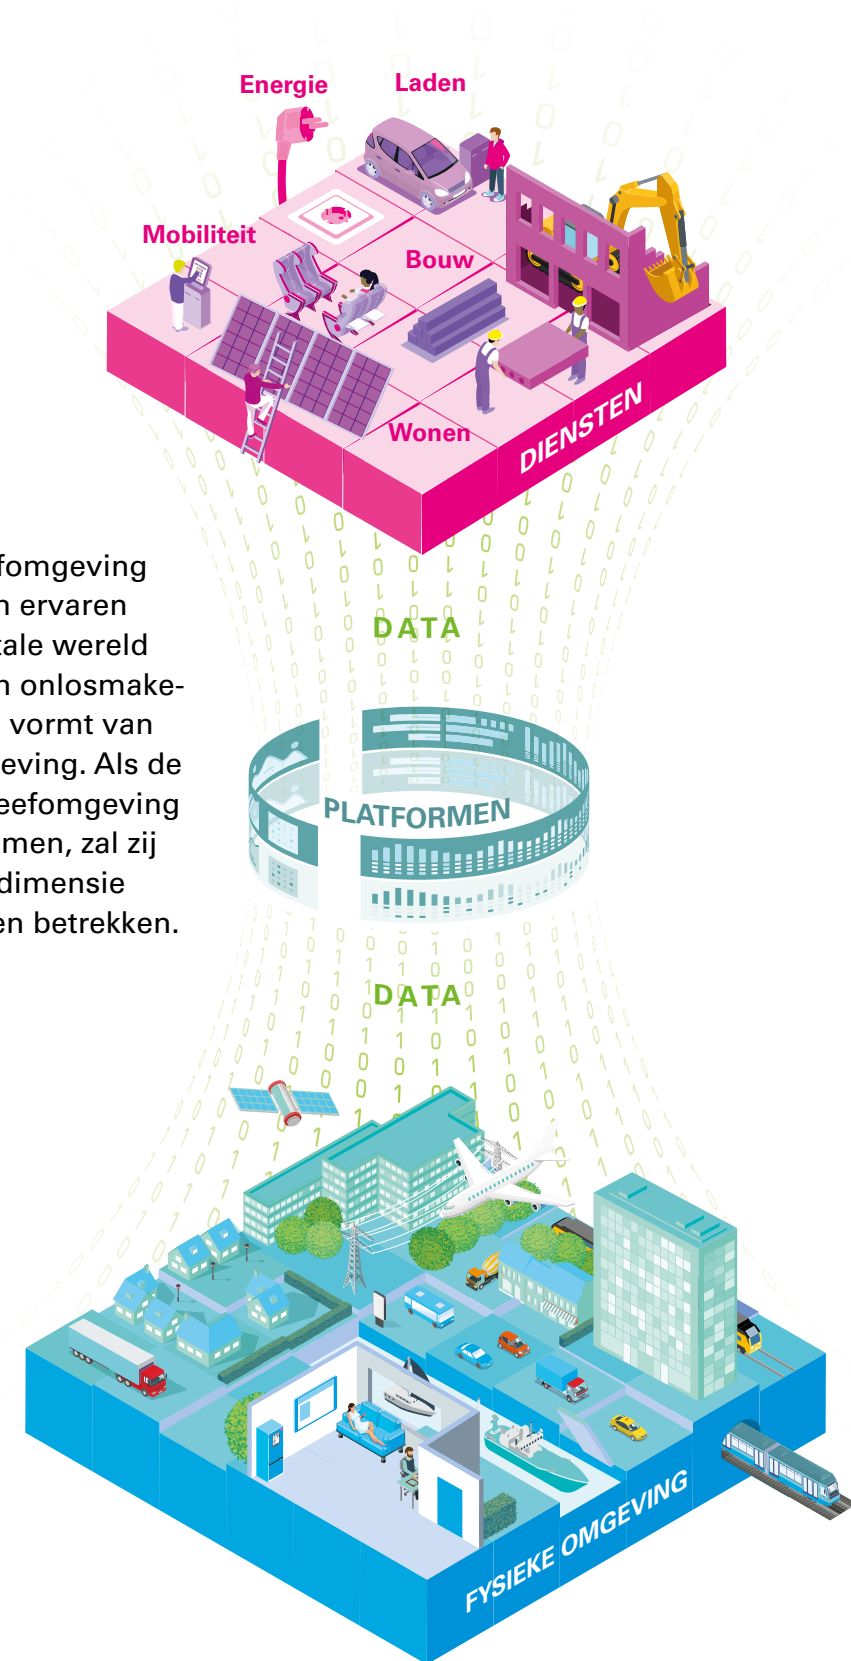 Energie
Laden
Mobiliteit
Bouw
Wonen
DIENSTEN
fomgeving
n ervaren
tale wereld
n onlosmake-
vormt van
eving. Als de
eefomgeving
men, zal zij
dimensie
en betrekken.
DATA
PLATFORMEN
DATA
FYSIEKE OMGEVING